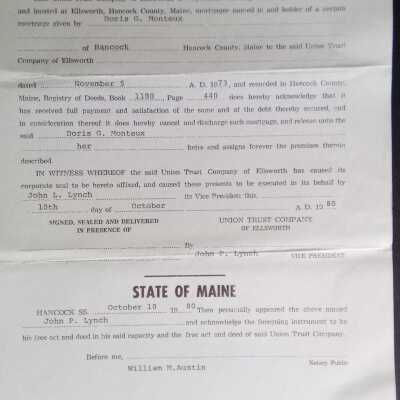 and located at Ellsworth, Hancock County, Maine, mortgagee named in and holder of a certain
mortgage given by Doris G. Monteux
of Hancock Hancock County, Maine to the said Union Trust
Company of Ellsworth
dated November 5 A. D. 1973, and recorded in Hancock County,
Maine, Registry of Deeds, Book 1180, Page 440 does hereby acknowledge that it
has received full payment and satisfaction of the same and of the debt thereby secured, and
in consideration thereof it does hereby cancel and discharge such mortgage, and release unto the
said Doris G. Monteux
her heirs and assigns forever the premises therein
described.
IN WITNESS WHEREOF the said Union Trust Company of Ellsworth has caused its
corporate seal to be hereto affixed, and caused these presents to be executed in its behalf by
John L. Lynch its Vice President this
10th day of October A. D. 19 80
SIGNED, SEALED AND DELIVERED
IN PRESENCE OF
UNION TRUST COMPANY
OF ELLSWORTH
By
John P. Lynch VICE PRESIDENT
STATE OF MAINE
HANCOCK SS. October 10 19 80 Then personally appeared the above named
John P. Lynch and acknowledge the foregoing instrument to be
his free act and deed in his said capacity and the free act and deed of said Union Trust Company.
Before me,
William M. Austin Notary Public